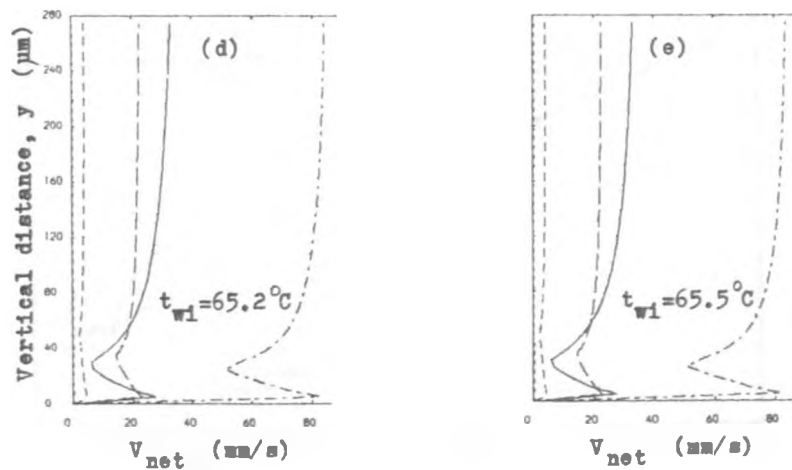 Vertical distance, y (μm)
280
240
200
160
120
80
40
0
(d)
t_wi=65.2°C
0 20 40 60 80
V_net (mm/s)
(e)
t_wi=65.5°C
0 20 40 60 80
V_net (mm/s)